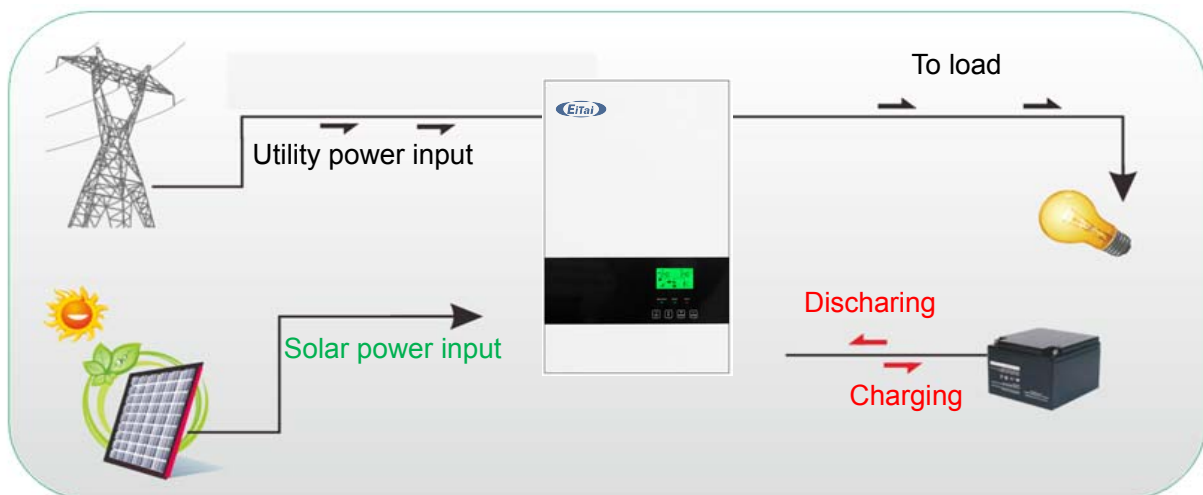 To load
EiTai
Utility power input
Discharing
Solar power input
Charging